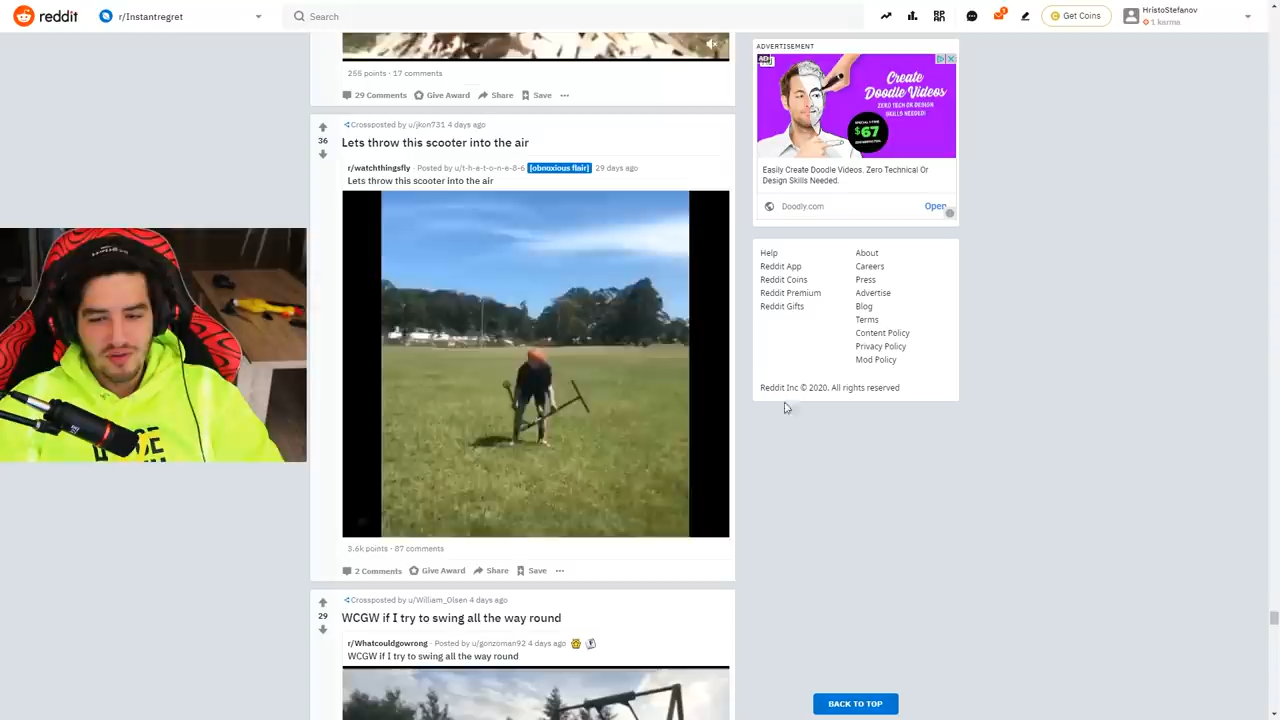 reddit
r/Instantregret
Search
Get Coins
HristoStefanov
1 karma
255 points · 17 comments
29 Comments Give Award Share Save ···
36
Crossposted by u/jkon731 4 days ago
Lets throw this scooter into the air
r/watchthingsfly · Posted by u/t-h-a-t-o-n-e-8-6 [obnoxious flair] 29 days ago
Lets throw this scooter into the air
3.6k points · 87 comments
2 Comments Give Award Share Save ···
29
Crossposted by u/William_Olsen 4 days ago
WCGW if I try to swing all the way round
r/Whatcouldgowrong · Posted by u/gonzoman92 4 days ago
WCGW if I try to swing all the way round
ADVERTISEMENT
AD
Create
Doodle Videos
ZERO TECH OR DESIGN
SKILLS NEEDED!
$67
Easily Create Doodle Videos. Zero Technical Or
Design Skills Needed.
Doodly.com Open
Help
Reddit App
Reddit Coins
Reddit Premium
Reddit Gifts
About
Careers
Press
Advertise
Blog
Terms
Content Policy
Privacy Policy
Mod Policy
Reddit Inc © 2020. All rights reserved
BACK TO TOP